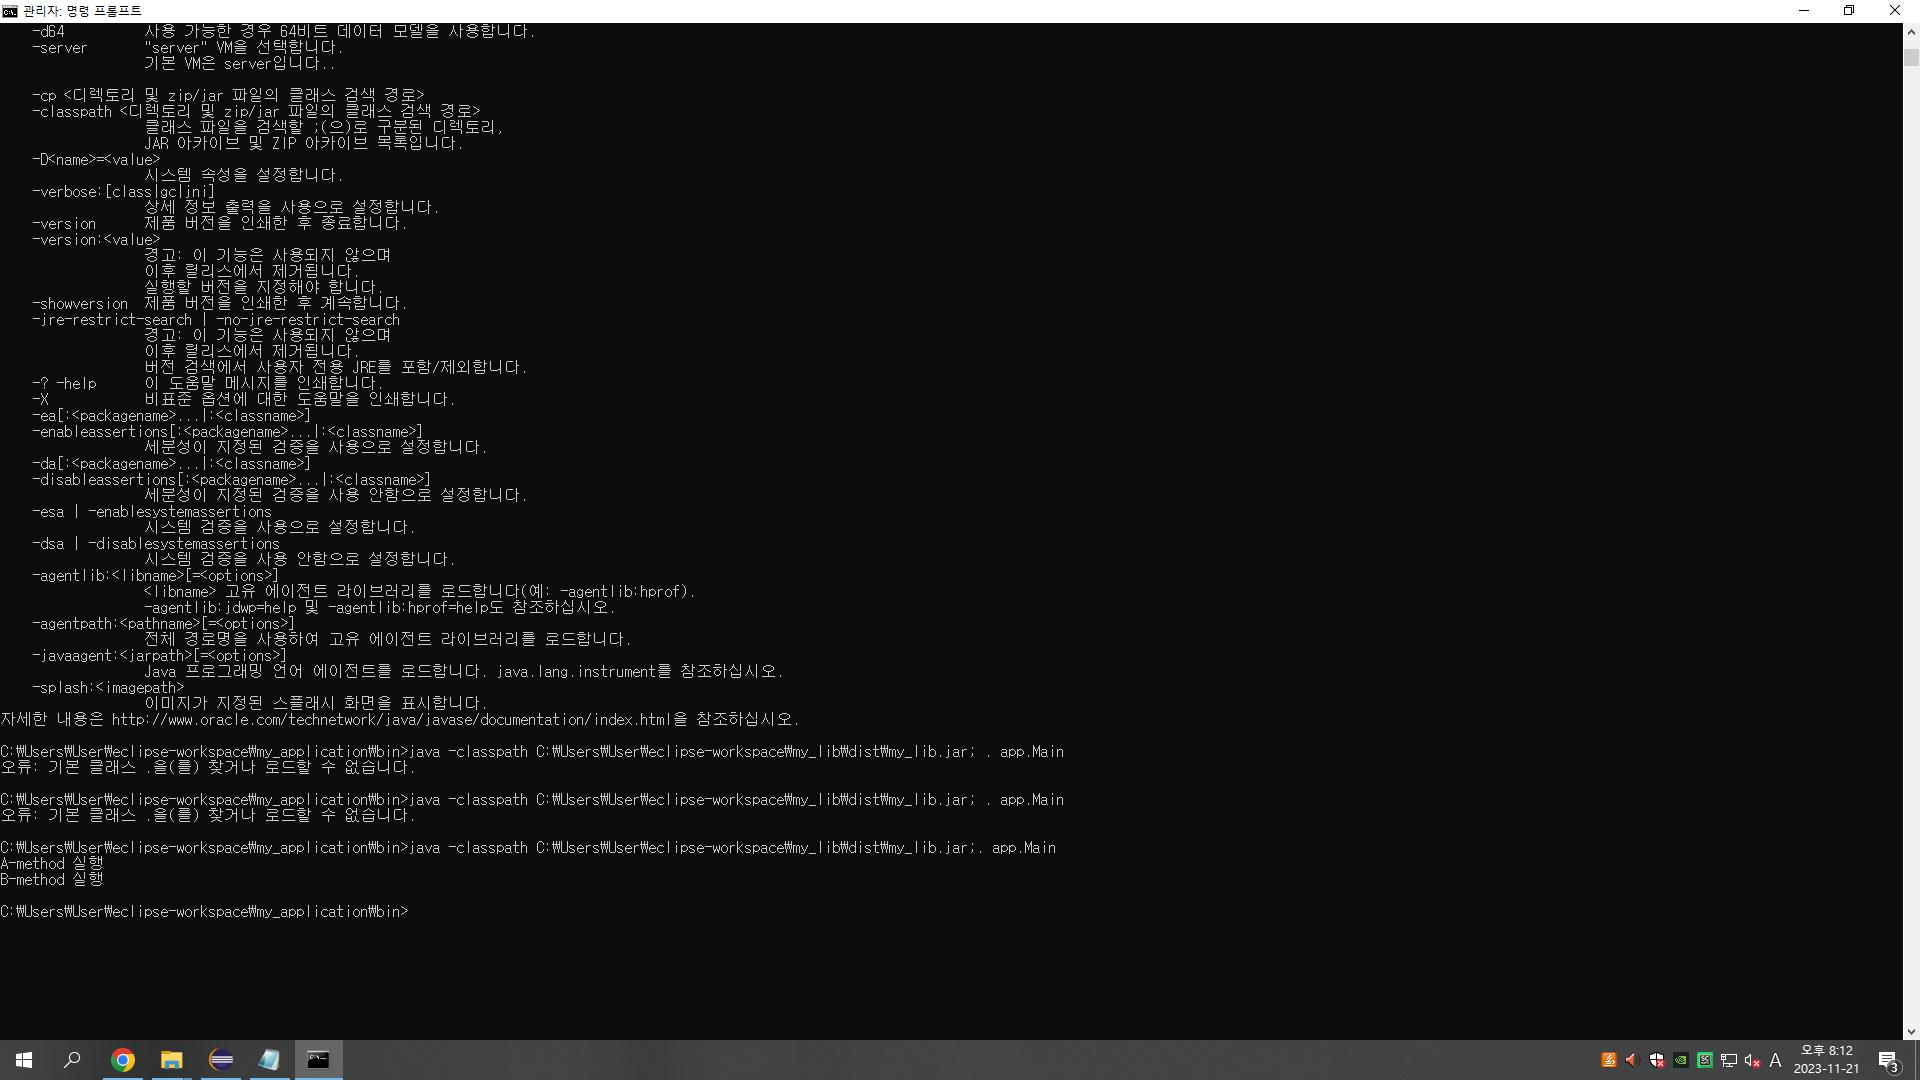 관리자: 명령 프롬프트
-d64 사용 가능한 경우 64비트 데이터 모델을 사용합니다.
-server "server" VM을 선택합니다.
기본 VM은 server입니다..
-cp <디렉토리 및 zip/jar 파일의 클래스 검색 경로>
-classpath <디렉토리 및 zip/jar 파일의 클래스 검색 경로>
클래스 파일을 검색할 ;(으)로 구분된 디렉토리,
JAR 아카이브 및 ZIP 아카이브 목록입니다.
-D<name>=<value>
시스템 속성을 설정합니다.
-verbose:[class|gc|jni]
상세 정보 출력을 사용으로 설정합니다.
-version 제품 버전을 인쇄한 후 종료합니다.
-version:<value>
경고: 이 기능은 사용되지 않으며
이후 릴리스에서 제거됩니다.
실행할 버전을 지정해야 합니다.
-showversion 제품 버전을 인쇄한 후 계속합니다.
-jre-restrict-search | -no-jre-restrict-search
경고: 이 기능은 사용되지 않으며
이후 릴리스에서 제거됩니다.
버전 검색에서 사용자 전용 JRE를 포함/제외합니다.
-? -help 이 도움말 메시지를 인쇄합니다.
-X 비표준 옵션에 대한 도움말을 인쇄합니다.
-ea[:<packagename>...|:<classname>]
-enableassertions[:<packagename>...|:<classname>]
세분성이 지정된 검증을 사용으로 설정합니다.
-da[:<packagename>...|:<classname>]
-disableassertions[:<packagename>...|:<classname>]
세분성이 지정된 검증을 사용 안함으로 설정합니다.
-esa | -enablesystemassertions
시스템 검증을 사용으로 설정합니다.
-dsa | -disablesystemassertions
시스템 검증을 사용 안함으로 설정합니다.
-agentlib:<libname>[=<options>]
<libname> 고유 에이전트 라이브러리를 로드합니다(예: -agentlib:hprof).
-agentlib:jdwp=help 및 -agentlib:hprof=help도 참조하십시오.
-agentpath:<pathname>[=<options>]
전체 경로명을 사용하여 고유 에이전트 라이브러리를 로드합니다.
-javaagent:<jarpath>[=<options>]
Java 프로그래밍 언어 에이전트를 로드합니다. java.lang.instrument를 참조하십시오.
-splash:<imagepath>
이미지가 지정된 스플래시 화면을 표시합니다.
자세한 내용은 http://www.oracle.com/technetwork/java/javase/documentation/index.html을 참조하십시오.
C:₩Users₩User₩eclipse-workspace₩my_application₩bin>java -classpath C:₩Users₩User₩eclipse-workspace₩my_lib₩dist₩my_lib.jar; . app.Main
오류: 기본 클래스 .을(를) 찾거나 로드할 수 없습니다.
C:₩Users₩User₩eclipse-workspace₩my_application₩bin>java -classpath C:₩Users₩User₩eclipse-workspace₩my_lib₩dist₩my_lib.jar; . app.Main
오류: 기본 클래스 .을(를) 찾거나 로드할 수 없습니다.
C:₩Users₩User₩eclipse-workspace₩my_application₩bin>java -classpath C:₩Users₩User₩eclipse-workspace₩my_lib₩dist₩my_lib.jar;. app.Main
A-method 실행
B-method 실행
C:₩Users₩User₩eclipse-workspace₩my_application₩bin>
A
오후 8:12
2023-11-21
3